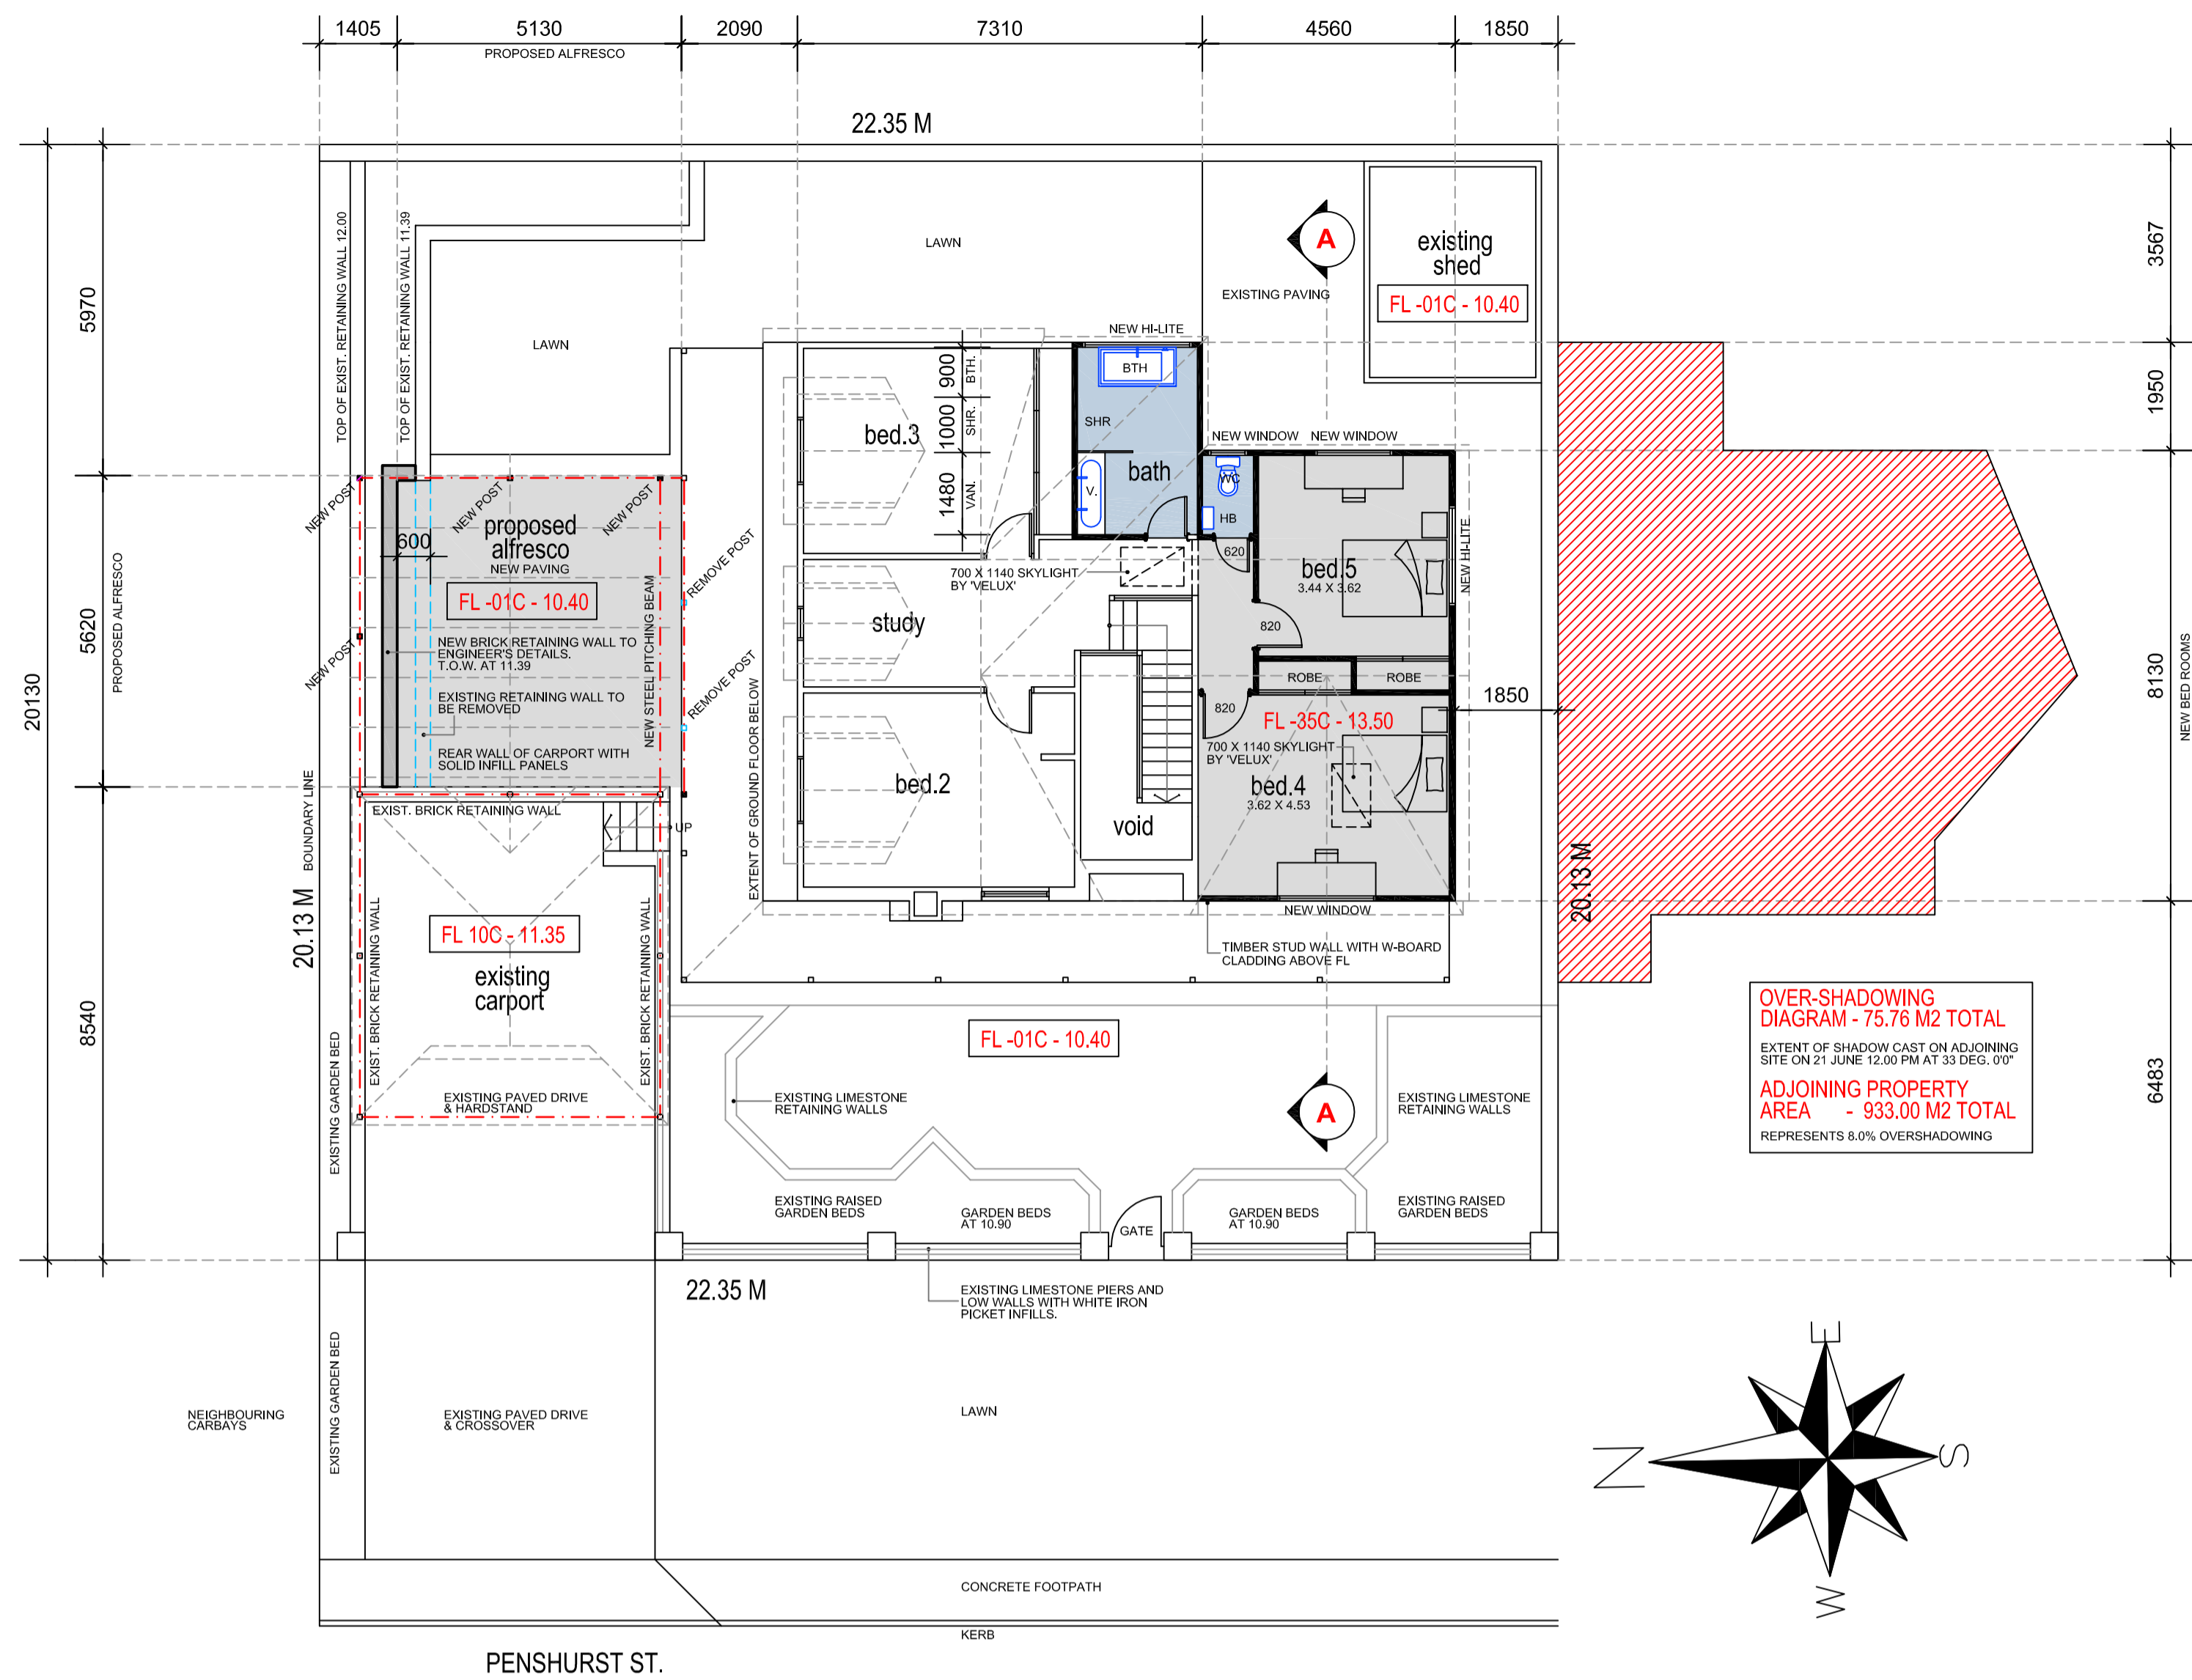 1405
5130
2090
7310
4560
1850
PROPOSED ALFRESCO
22.35 M
20130
5970
5620
PROPOSED ALFRESCO
8540
TOP OF EXIST. RETAINING WALL 12.00
TOP OF EXIST. RETAINING WALL 11.39
LAWN
LAWN
A
EXISTING PAVING
existing
shed
FL -01C - 10.40
3567
1950
8130
NEW BED ROOMS
6483
NEW HI-LITE
BTH
SHR
V.
bath
900
BTH.
1000
SHR.
1480
VAN.
bed.3
NEW WINDOW
NEW WINDOW
WC
HB
620
bed.5
3.44 X 3.62
NEW HI-LITE
NEW POST
NEW POST
NEW POST
NEW POST
600
proposed
alfresco
NEW PAVING
FL -01C - 10.40
NEW BRICK RETAINING WALL TO
ENGINEER'S DETAILS.
T.O.W. AT 11.39
EXISTING RETAINING WALL TO
BE REMOVED
REAR WALL OF CARPORT WITH
SOLID INFILL PANELS
NEW STEEL PITCHING BEAM
REMOVE POST
REMOVE POST
EXTENT OF GROUND FLOOR BELOW
700 X 1140 SKYLIGHT
BY 'VELUX'
study
820
ROBE
ROBE
820
FL -35C - 13.50
700 X 1140 SKYLIGHT
BY 'VELUX'
bed.4
3.62 X 4.53
1850
bed.2
void
NEW WINDOW
TIMBER STUD WALL WITH W-BOARD
CLADDING ABOVE FL
20.13 M
BOUNDARY LINE
20.13 M
EXIST. BRICK RETAINING WALL
UP
EXIST. BRICK RETAINING WALL
EXIST. BRICK RETAINING WALL
FL 10C - 11.35
existing
carport
EXISTING PAVED DRIVE
& HARDSTAND
EXISTING GARDEN BED
FL -01C - 10.40
EXISTING LIMESTONE
RETAINING WALLS
A
EXISTING LIMESTONE
RETAINING WALLS
OVER-SHADOWING
DIAGRAM - 75.76 M2 TOTAL
EXTENT OF SHADOW CAST ON ADJOINING
SITE ON 21 JUNE 12.00 PM AT 33 DEG. 0'0"
ADJOINING PROPERTY
AREA - 933.00 M2 TOTAL
REPRESENTS 8.0% OVERSHADOWING
EXISTING RAISED
GARDEN BEDS
GARDEN BEDS
AT 10.90
GATE
GARDEN BEDS
AT 10.90
EXISTING RAISED
GARDEN BEDS
22.35 M
EXISTING LIMESTONE PIERS AND
LOW WALLS WITH WHITE IRON
PICKET INFILLS.
NEIGHBOURING
CARBAYS
EXISTING GARDEN BED
EXISTING PAVED DRIVE
& CROSSOVER
LAWN
E
N
S
W
CONCRETE FOOTPATH
KERB
PENSHURST ST.